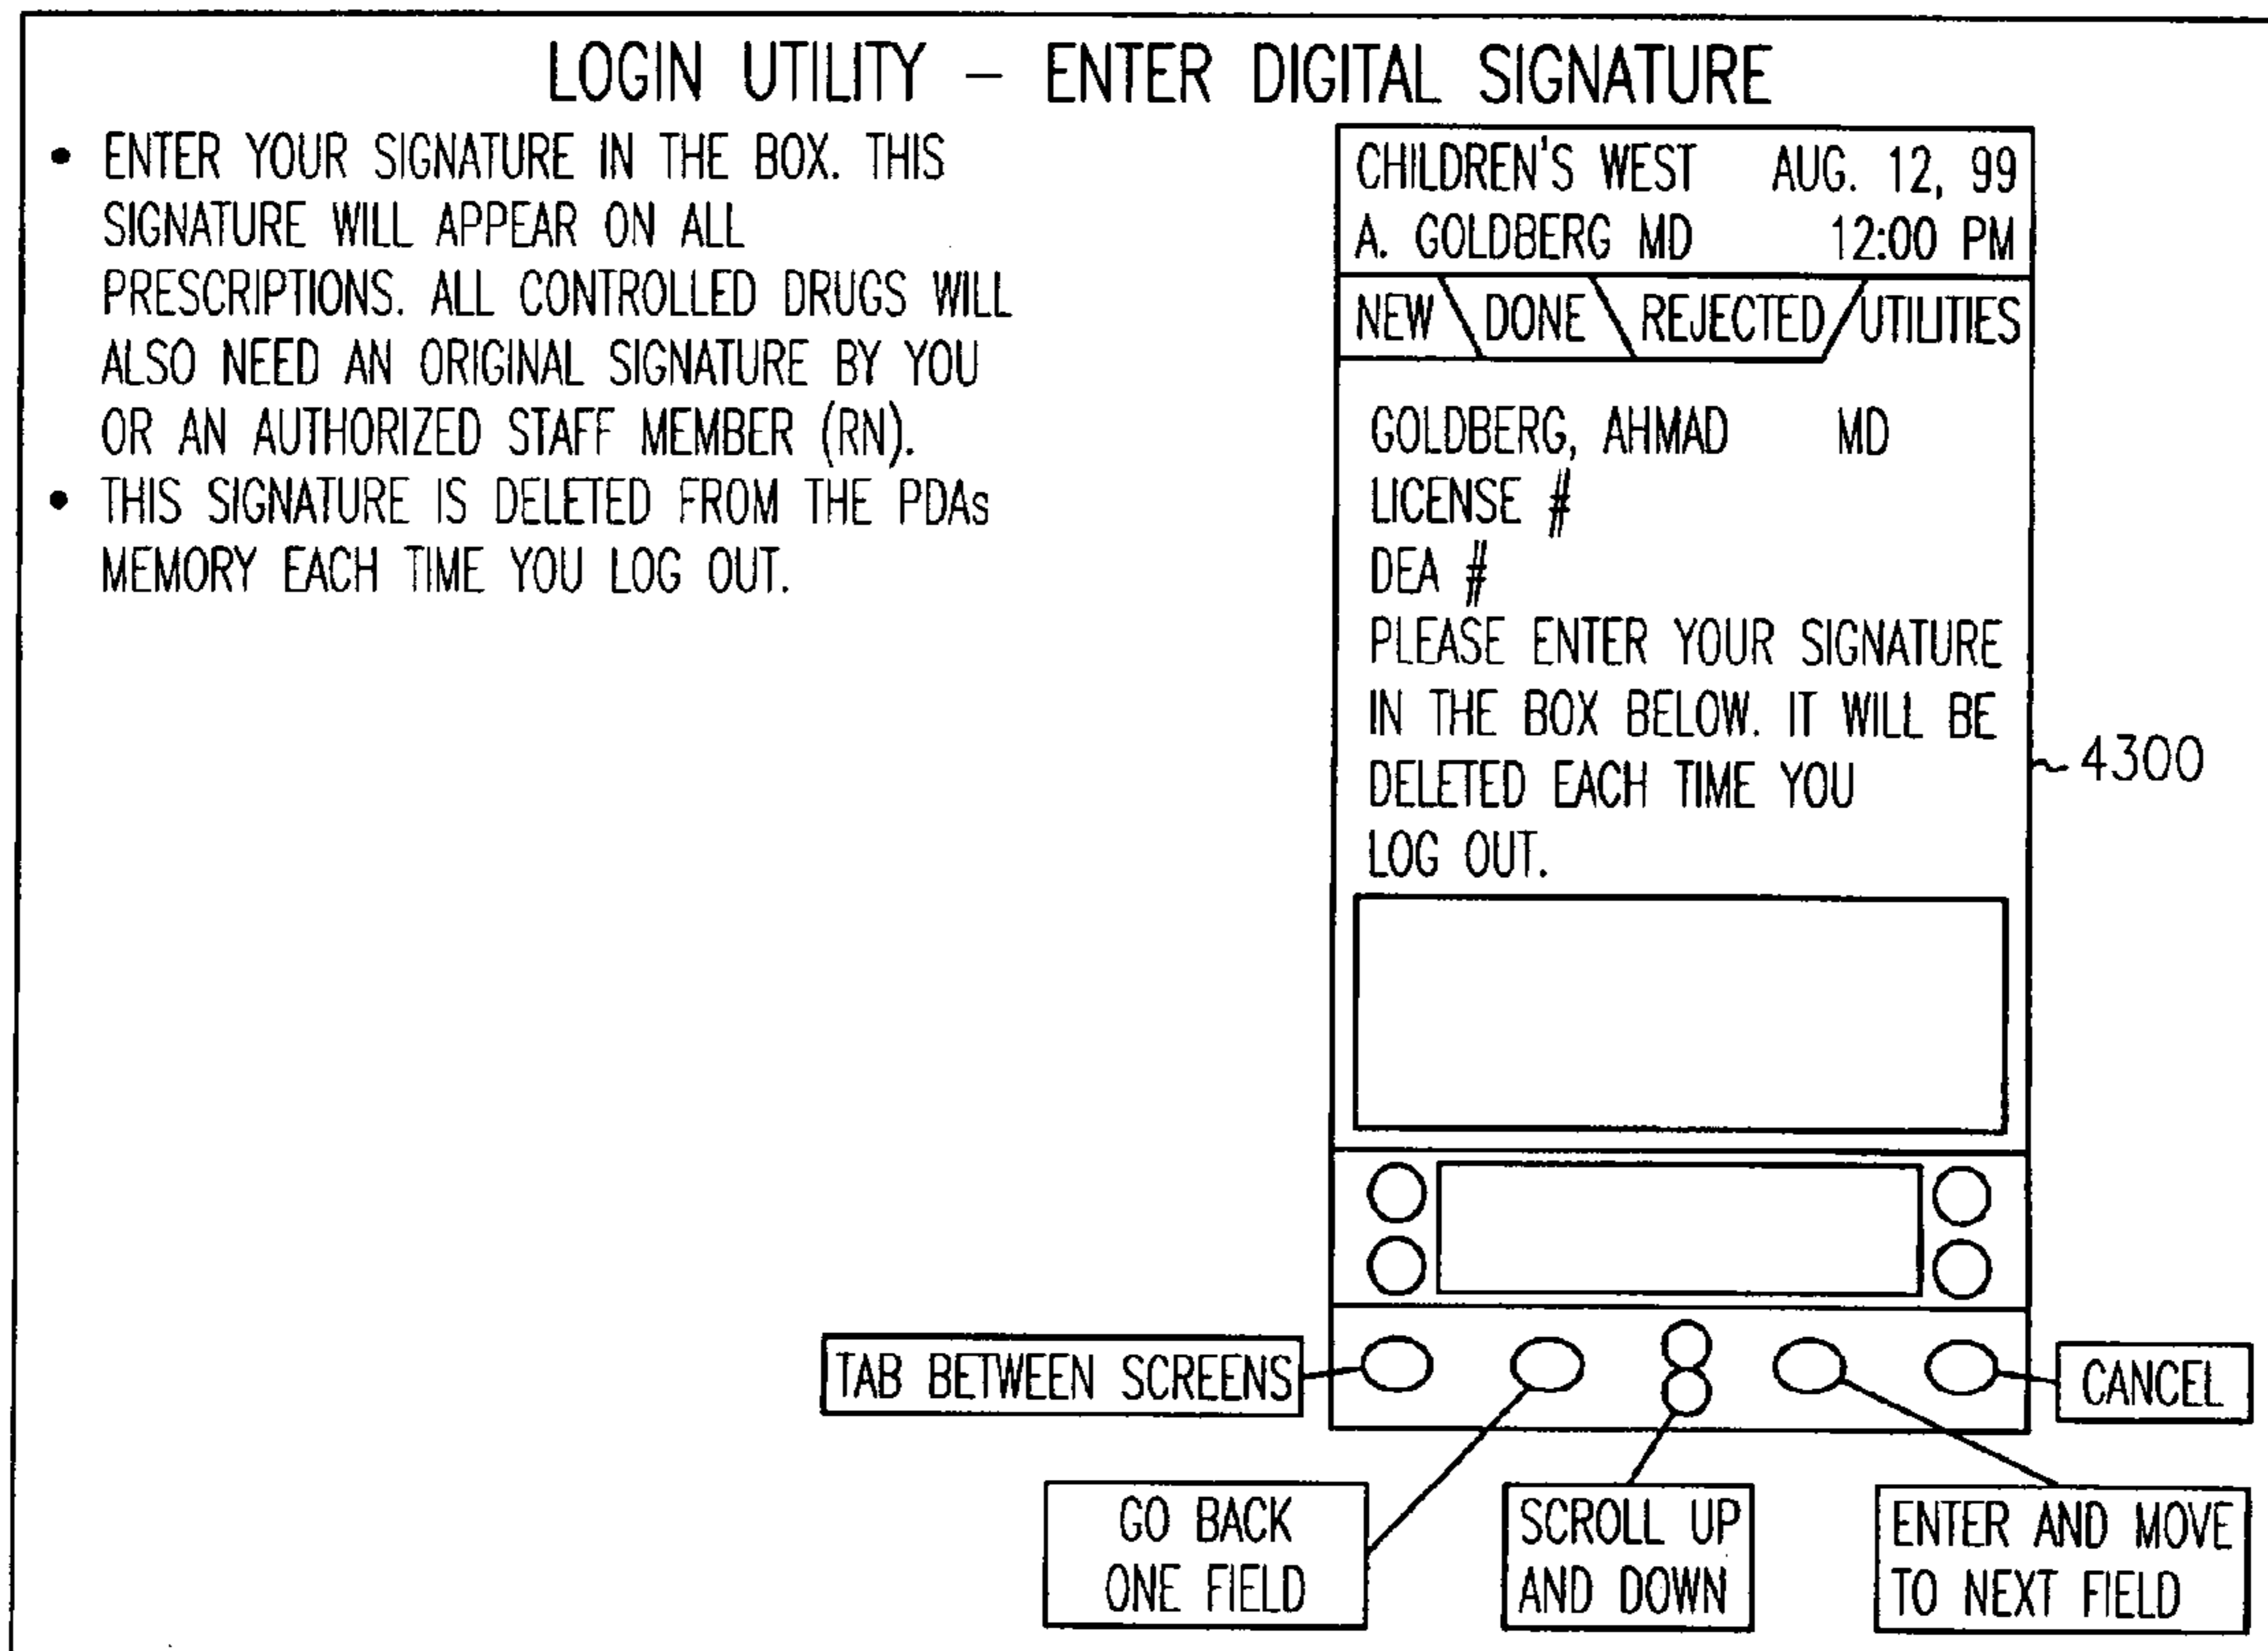 LOGIN UTILITY – ENTER DIGITAL SIGNATURE
• ENTER YOUR SIGNATURE IN THE BOX. THIS
SIGNATURE WILL APPEAR ON ALL
PRESCRIPTIONS. ALL CONTROLLED DRUGS WILL
ALSO NEED AN ORIGINAL SIGNATURE BY YOU
OR AN AUTHORIZED STAFF MEMBER (RN).
• THIS SIGNATURE IS DELETED FROM THE PDAs
MEMORY EACH TIME YOU LOG OUT.
CHILDREN'S WEST AUG. 12, 99
A. GOLDBERG MD 12:00 PM
NEW DONE REJECTED UTILITIES
GOLDBERG, AHMAD MD
LICENSE #
DEA #
PLEASE ENTER YOUR SIGNATURE
IN THE BOX BELOW. IT WILL BE
DELETED EACH TIME YOU
LOG OUT.
4300
TAB BETWEEN SCREENS
CANCEL
GO BACK
ONE FIELD
SCROLL UP
AND DOWN
ENTER AND MOVE
TO NEXT FIELD